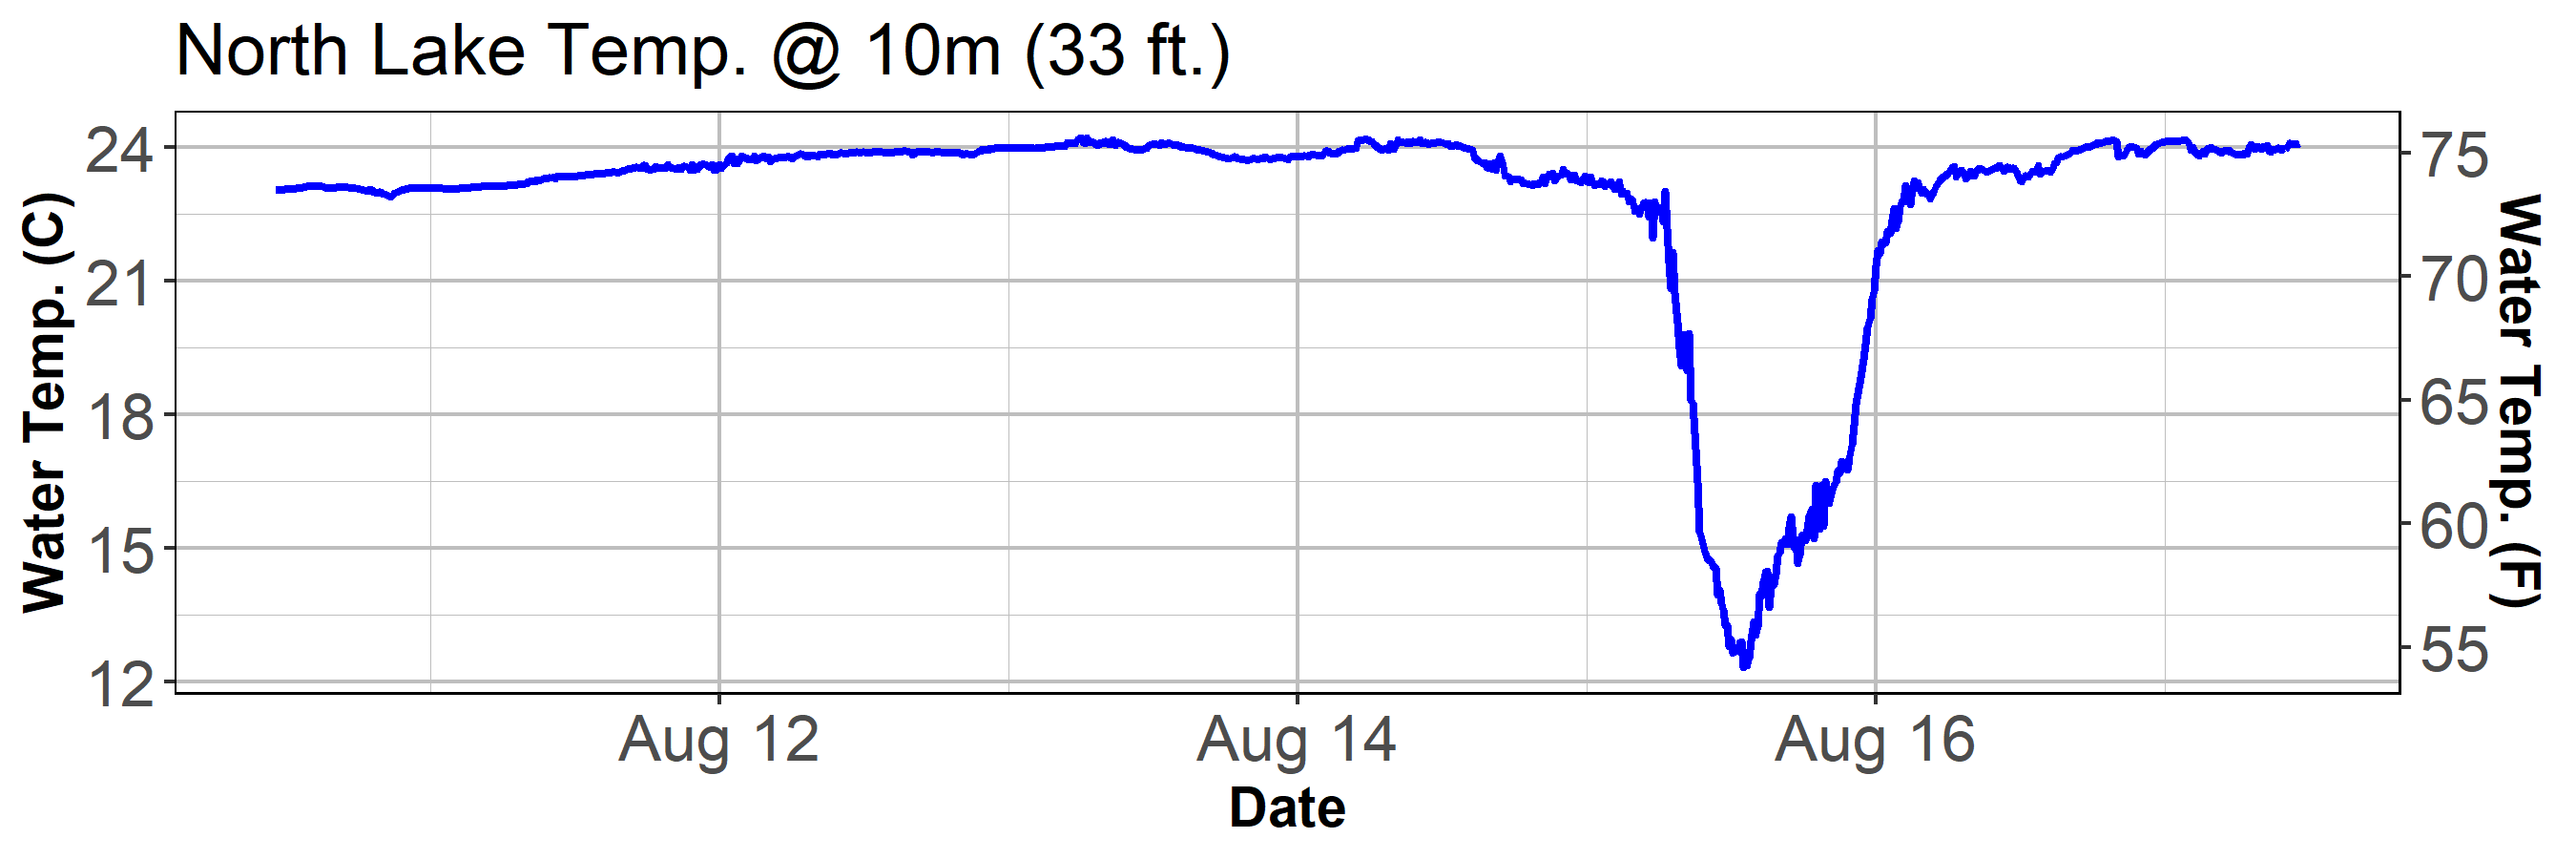 North Lake Temp. @ 10m (33 ft.)
Water Temp. (C)
24
21
18
15
12
75
70
65
60
55
Water Temp. (F)
Aug 12 Aug 14 Aug 16
Date